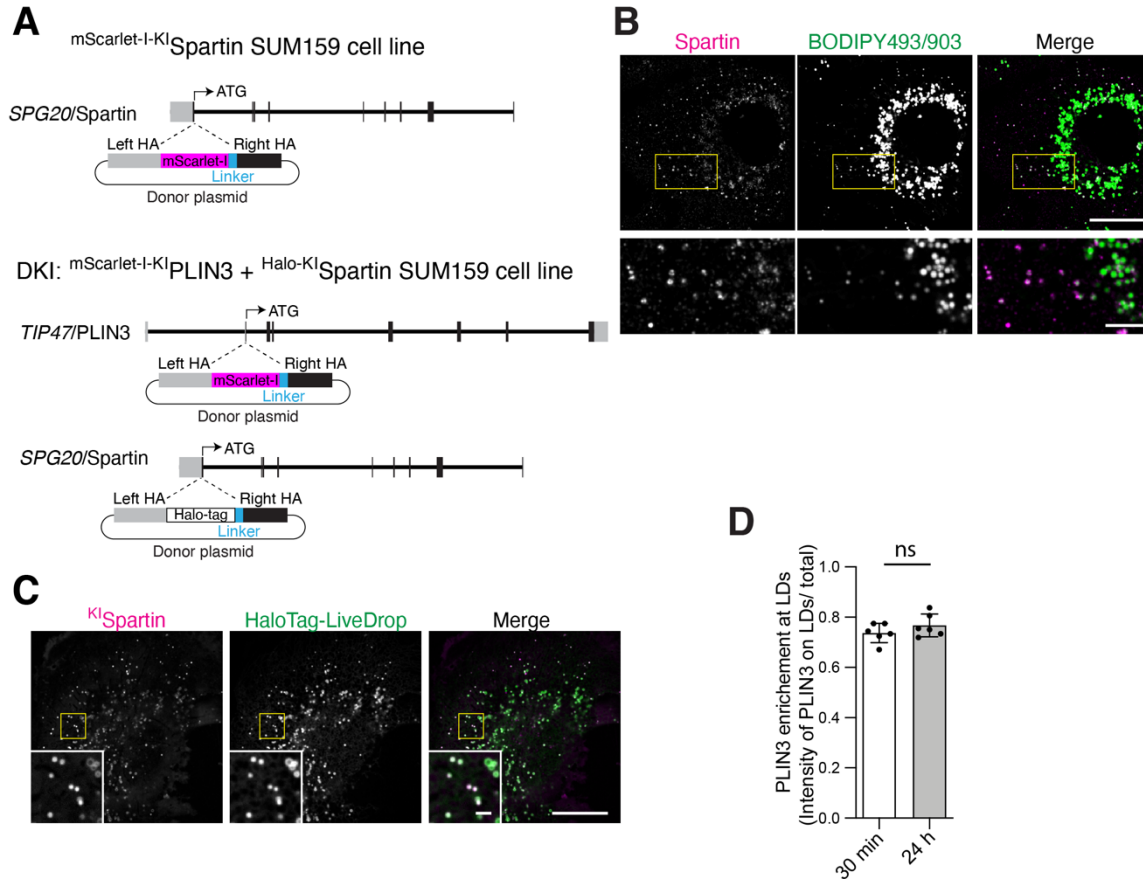 A
mScarlet-I-KISpartin SUM159 cell line
ATG
SPG20/Spartin
Left HA
Right HA
mScarlet-I
Linker
Donor plasmid
DKI: mScarlet-I-KIPLIN3 + Halo-KISpartin SUM159 cell line
ATG
TIP47/PLIN3
Left HA
Right HA
mScarlet-I
Linker
Donor plasmid
ATG
SPG20/Spartin
Left HA
Right HA
Halo-tag
Linker
Donor plasmid
B
Spartin
BODIPY493/903
Merge
C
KISpartin
HaloTag-LiveDrop
Merge
D
ns
PLIN3 enrichment at LDs
(Intensity of PLIN3 on LDs/ total)
1.0
0.8
0.6
0.4
0.2
0.0
30 min
24 h